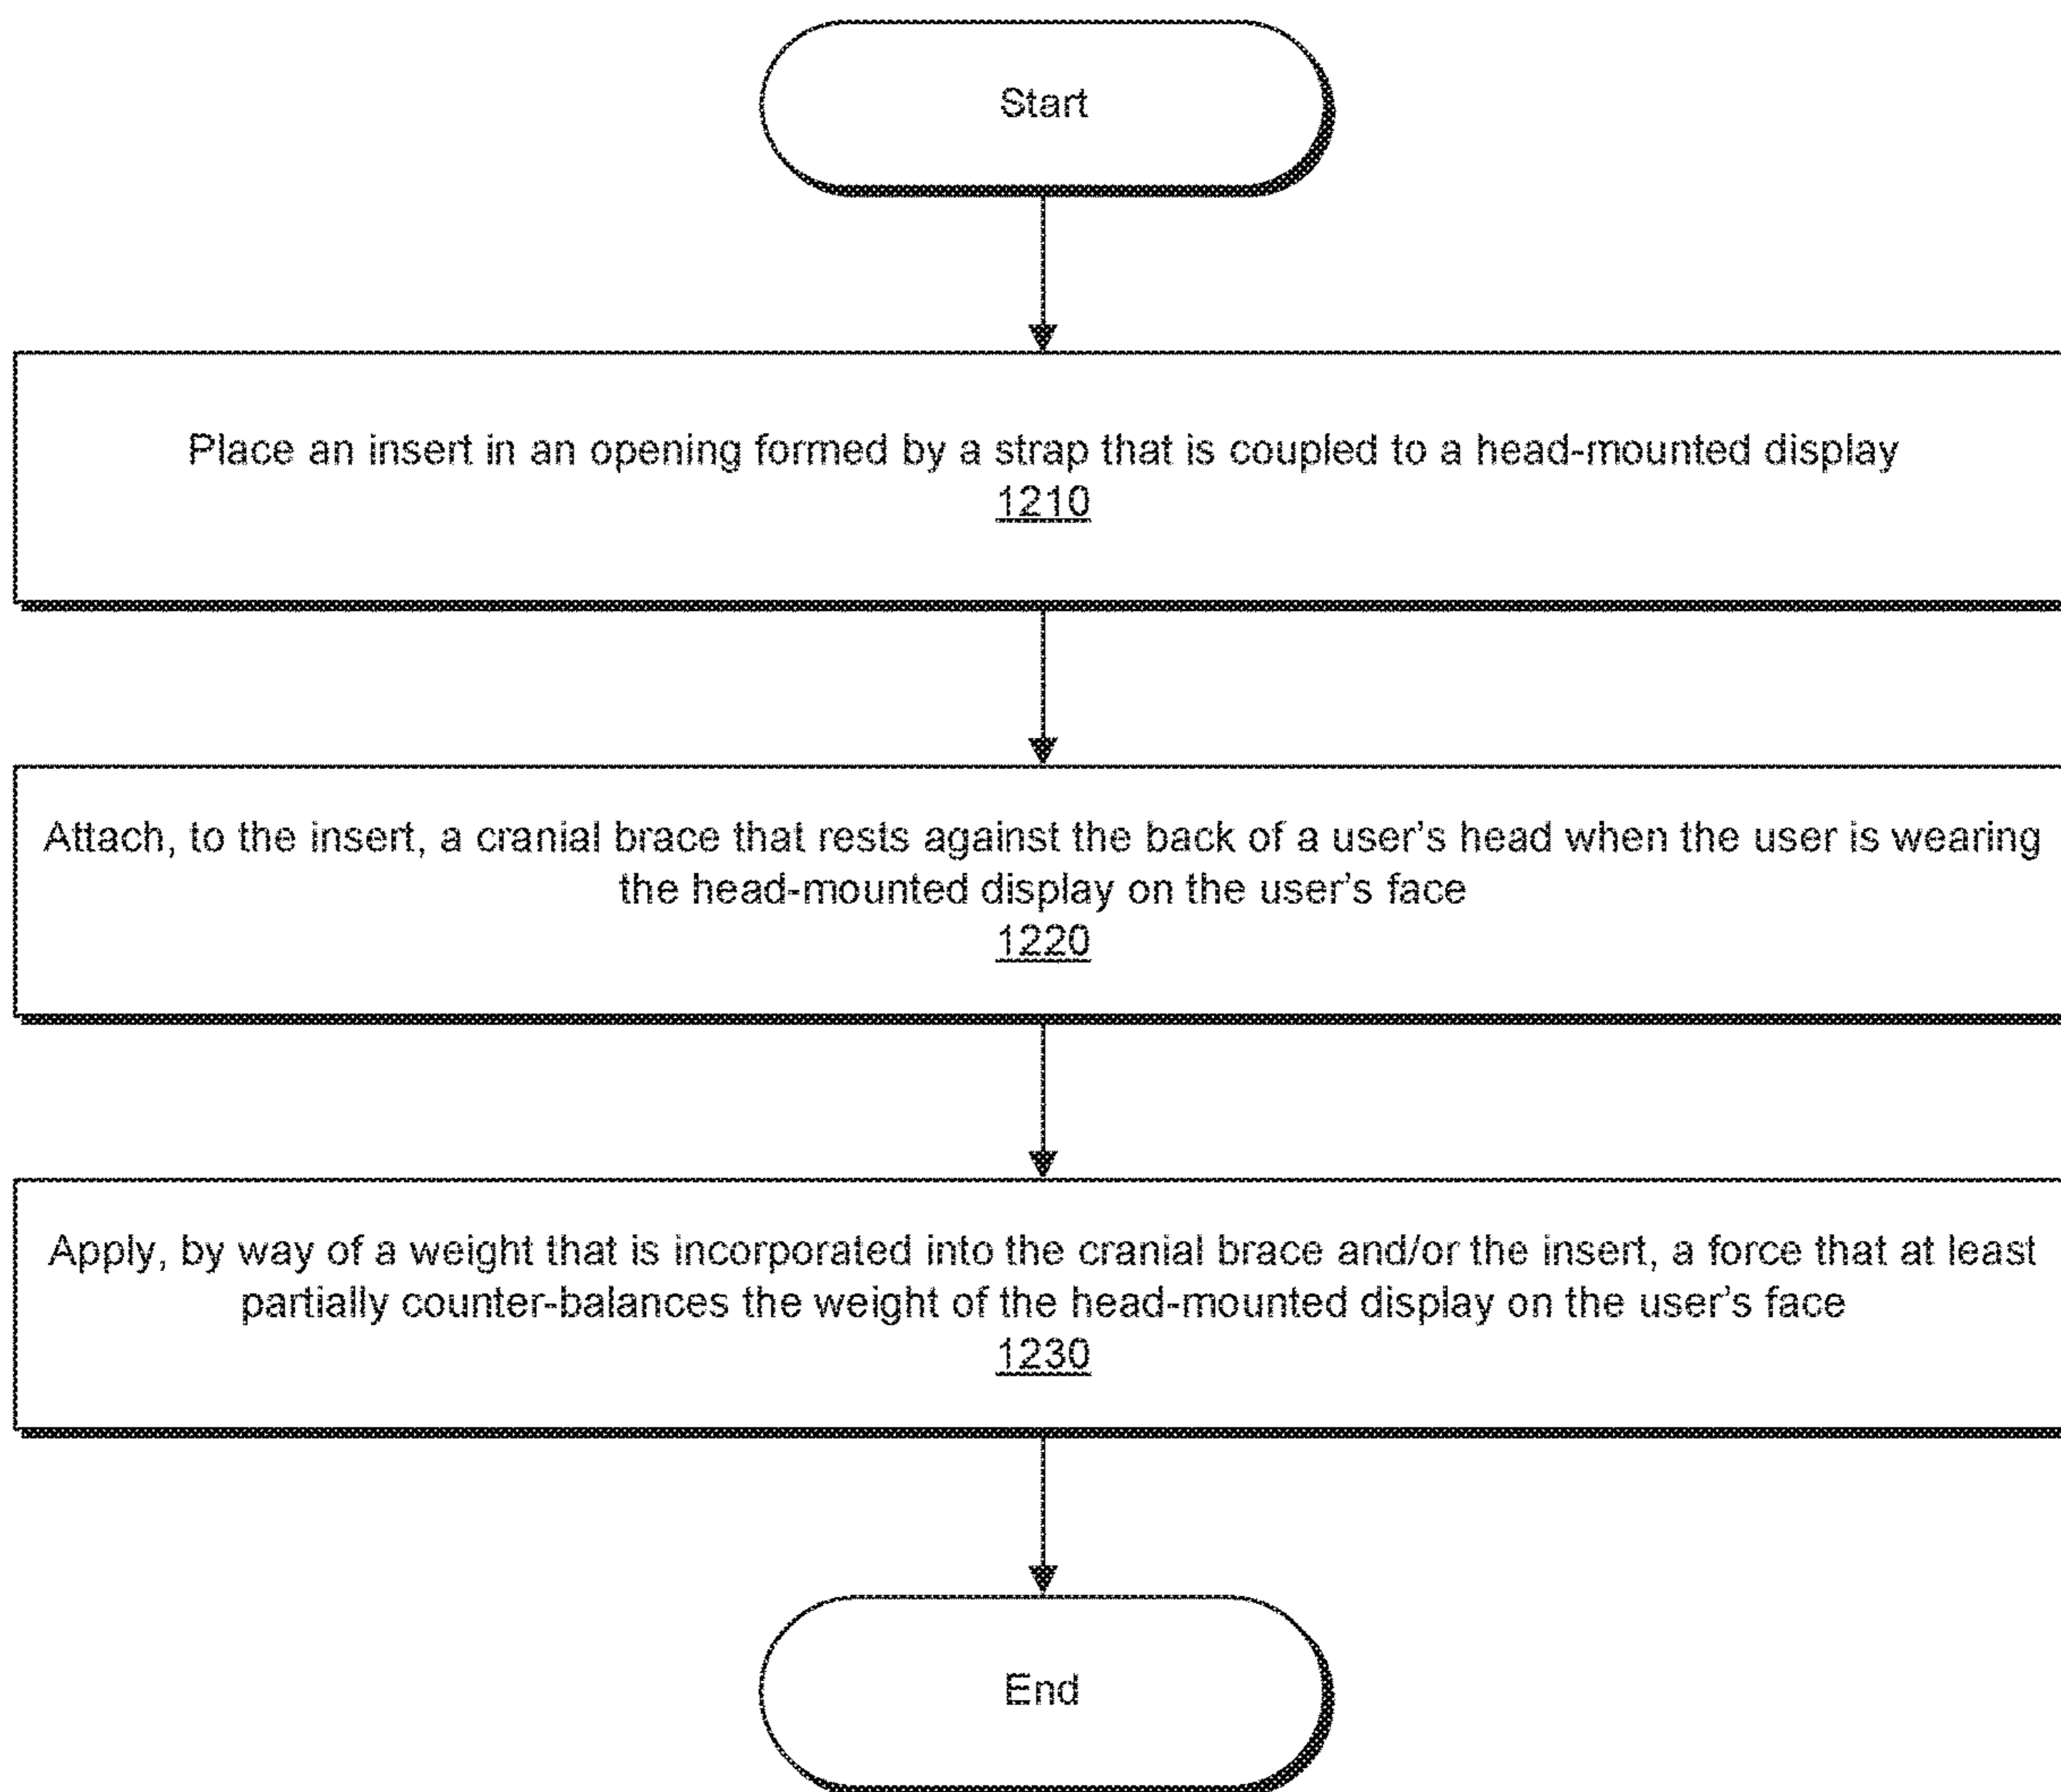 Start
Place an insert in an opening formed by a strap that is coupled to a head-mounted display
1210
Attach, to the insert, a cranial brace that rests against the back of a user's head when the user is wearing
the head-mounted display on the user's face
1220
Apply, by way of a weight that is incorporated into the cranial brace and/or the insert, a force that at least
partially counter-balances the weight of the head-mounted display on the user's face
1230
End